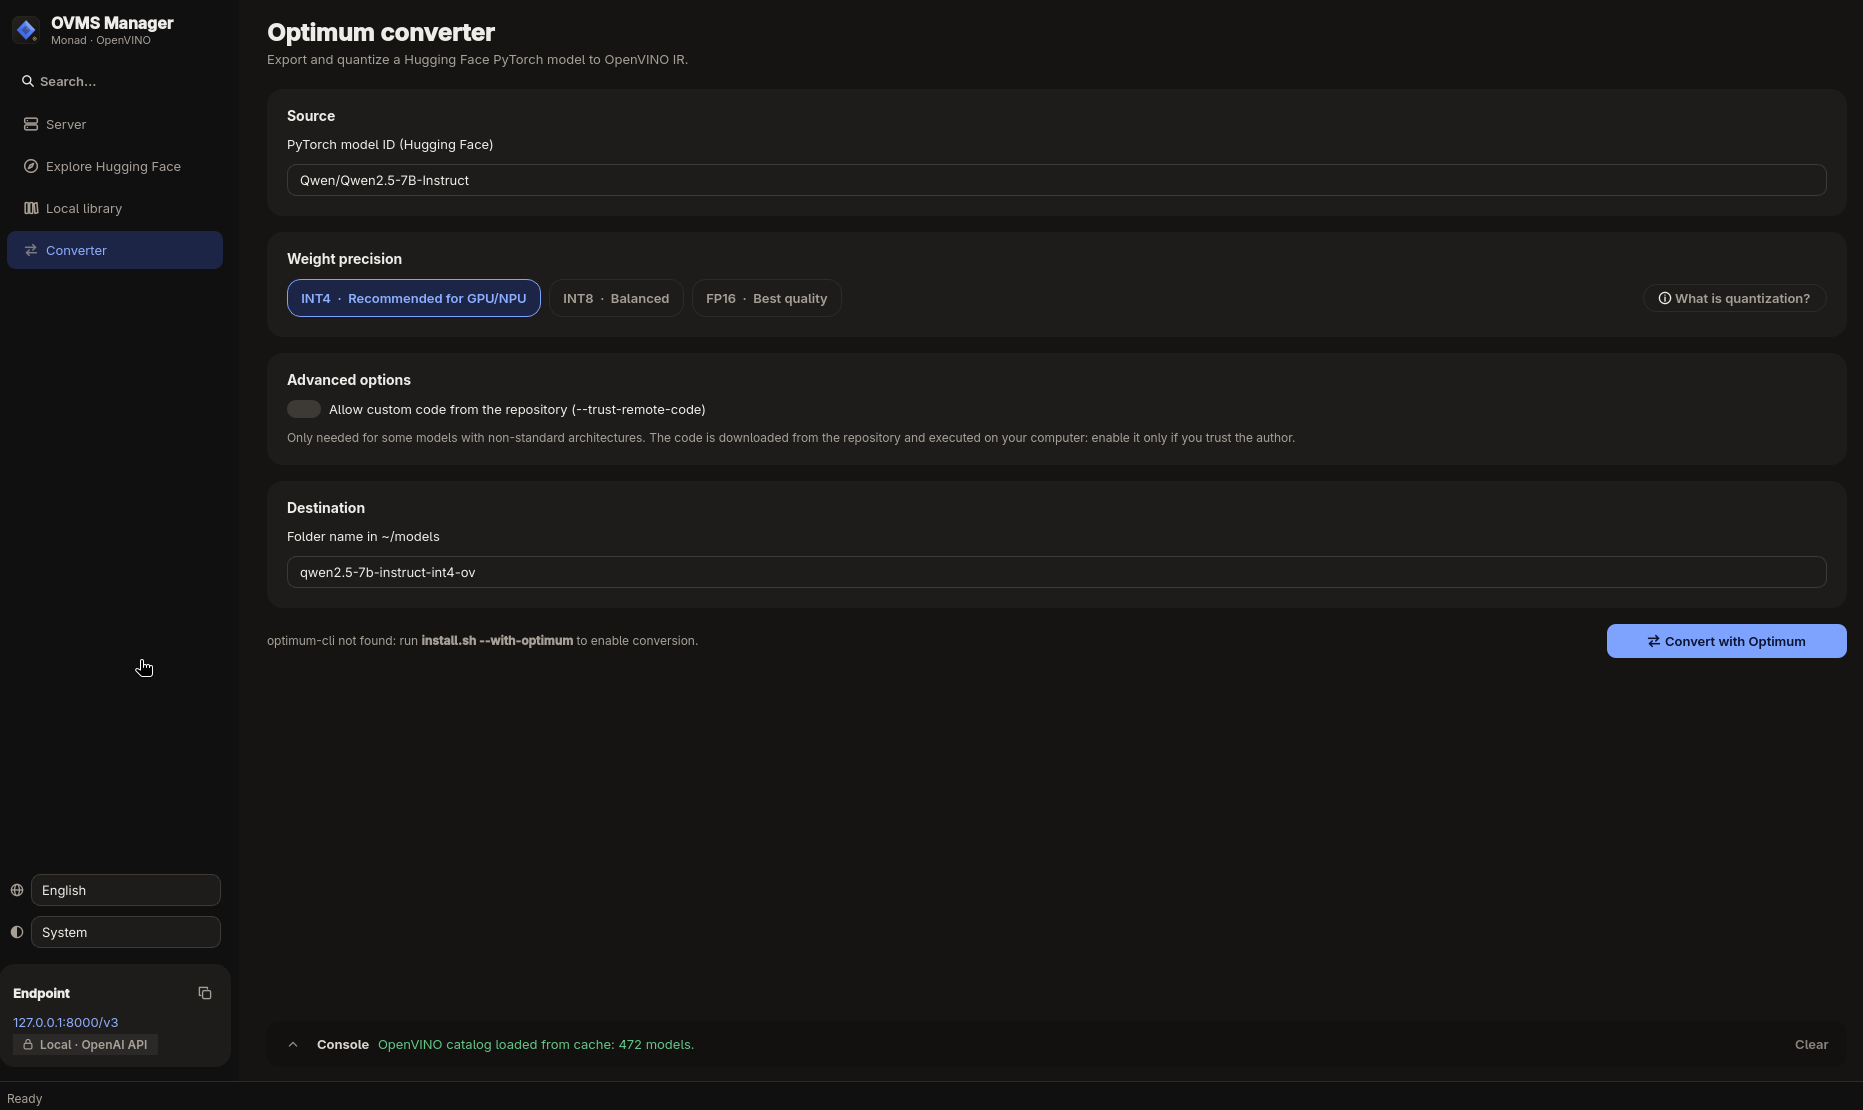 OVMS Manager
Monad · OpenVINO
Search...
Server
Explore Hugging Face
Local library
Converter
English
System
Endpoint
127.0.0.1:8000/v3
Local · OpenAI API
Ready
Optimum converter
Export and quantize a Hugging Face PyTorch model to OpenVINO IR.
Source
PyTorch model ID (Hugging Face)
Qwen/Qwen2.5-7B-Instruct
Weight precision
INT4 · Recommended for GPU/NPU
INT8 · Balanced
FP16 · Best quality
What is quantization?
Advanced options
Allow custom code from the repository (--trust-remote-code)
Only needed for some models with non-standard architectures. The code is downloaded from the repository and executed on your computer: enable it only if you trust the author.
Destination
Folder name in ~/models
qwen2.5-7b-instruct-int4-ov
optimum-cli not found: run install.sh --with-optimum to enable conversion.
Convert with Optimum
Console OpenVINO catalog loaded from cache: 472 models.
Clear